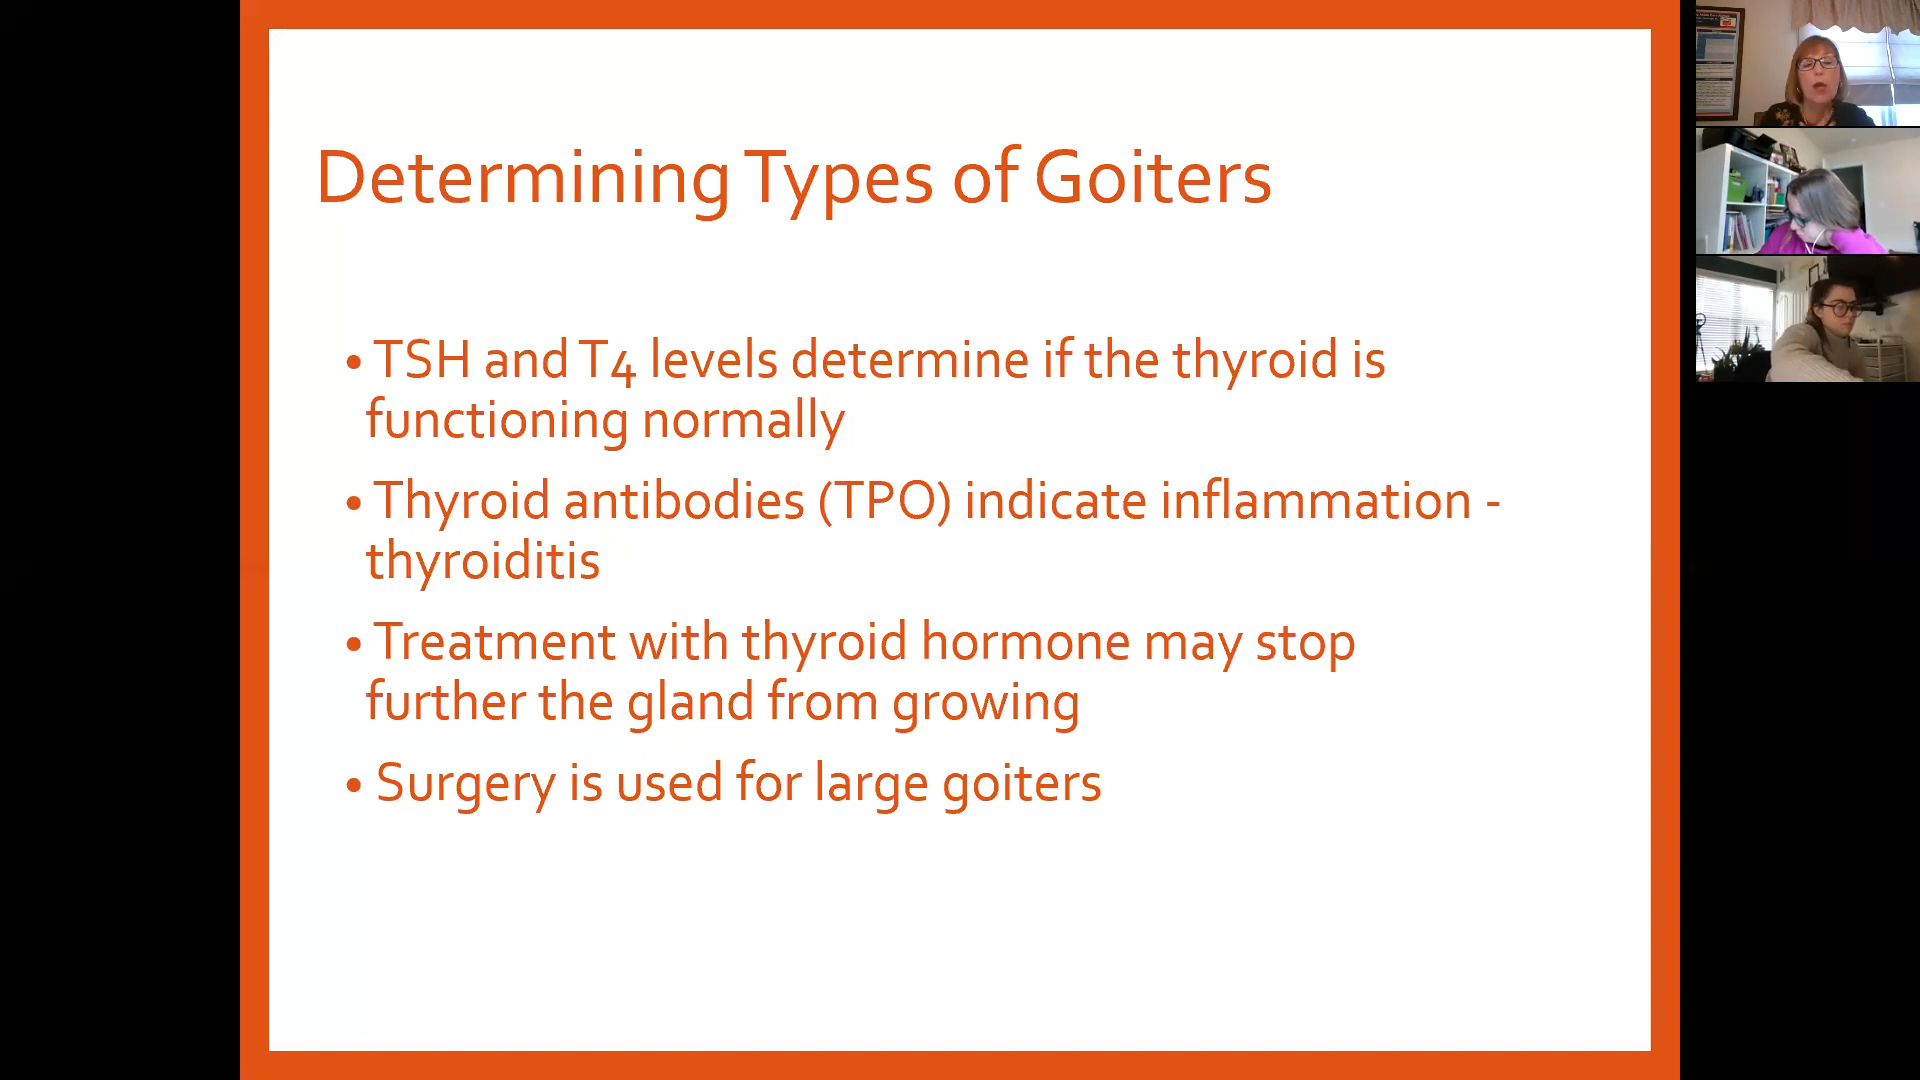 Determining Types of Goiters
• TSH and T4 levels determine if the thyroid is
functioning normally
• Thyroid antibodies (TPO) indicate inflammation -
thyroiditis
• Treatment with thyroid hormone may stop
further the gland from growing
• Surgery is used for large goiters